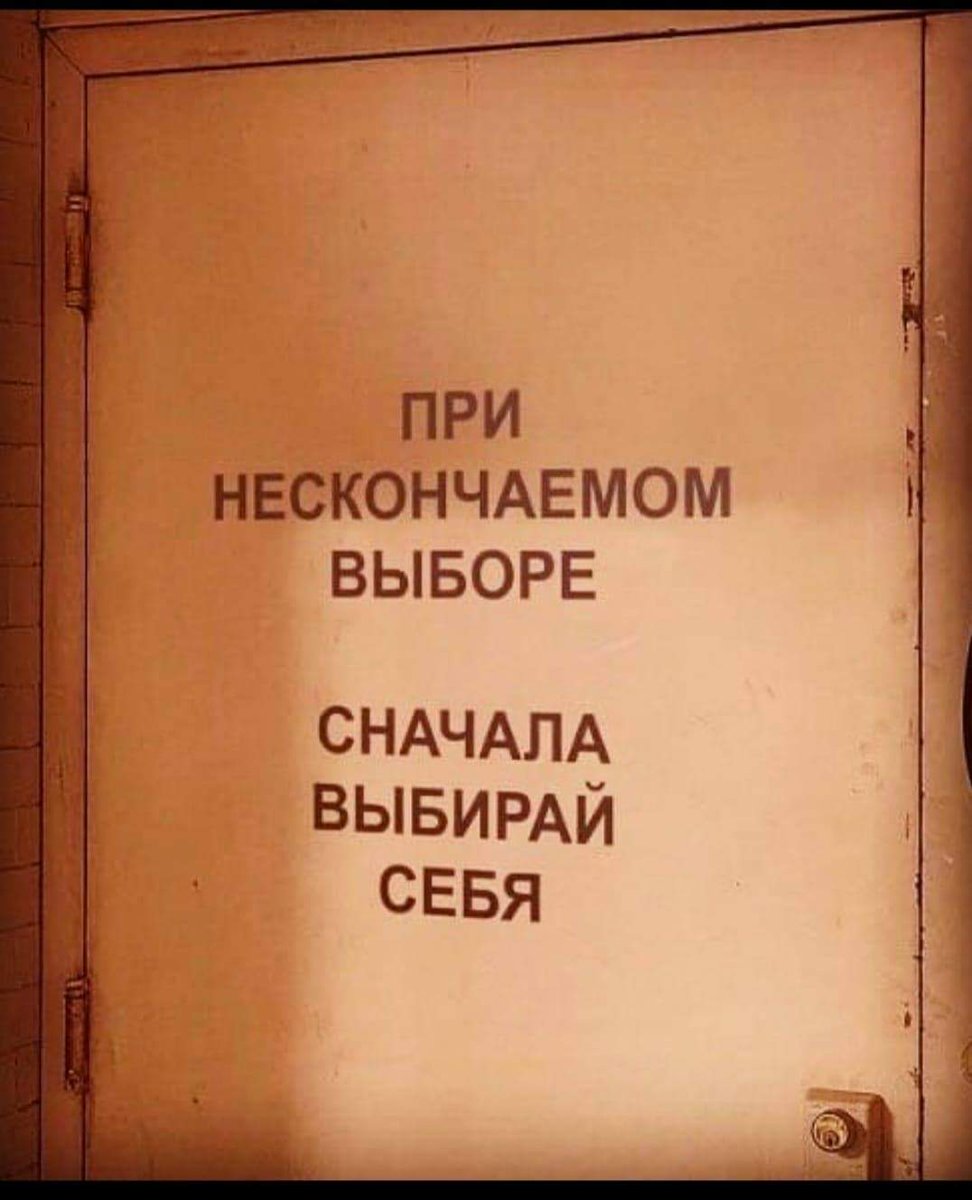 ПРИ
НЕСКОНЧАЕМОМ
ВЫБОРЕ
СНАЧАЛА
ВЫБИРАЙ
СЕБЯ